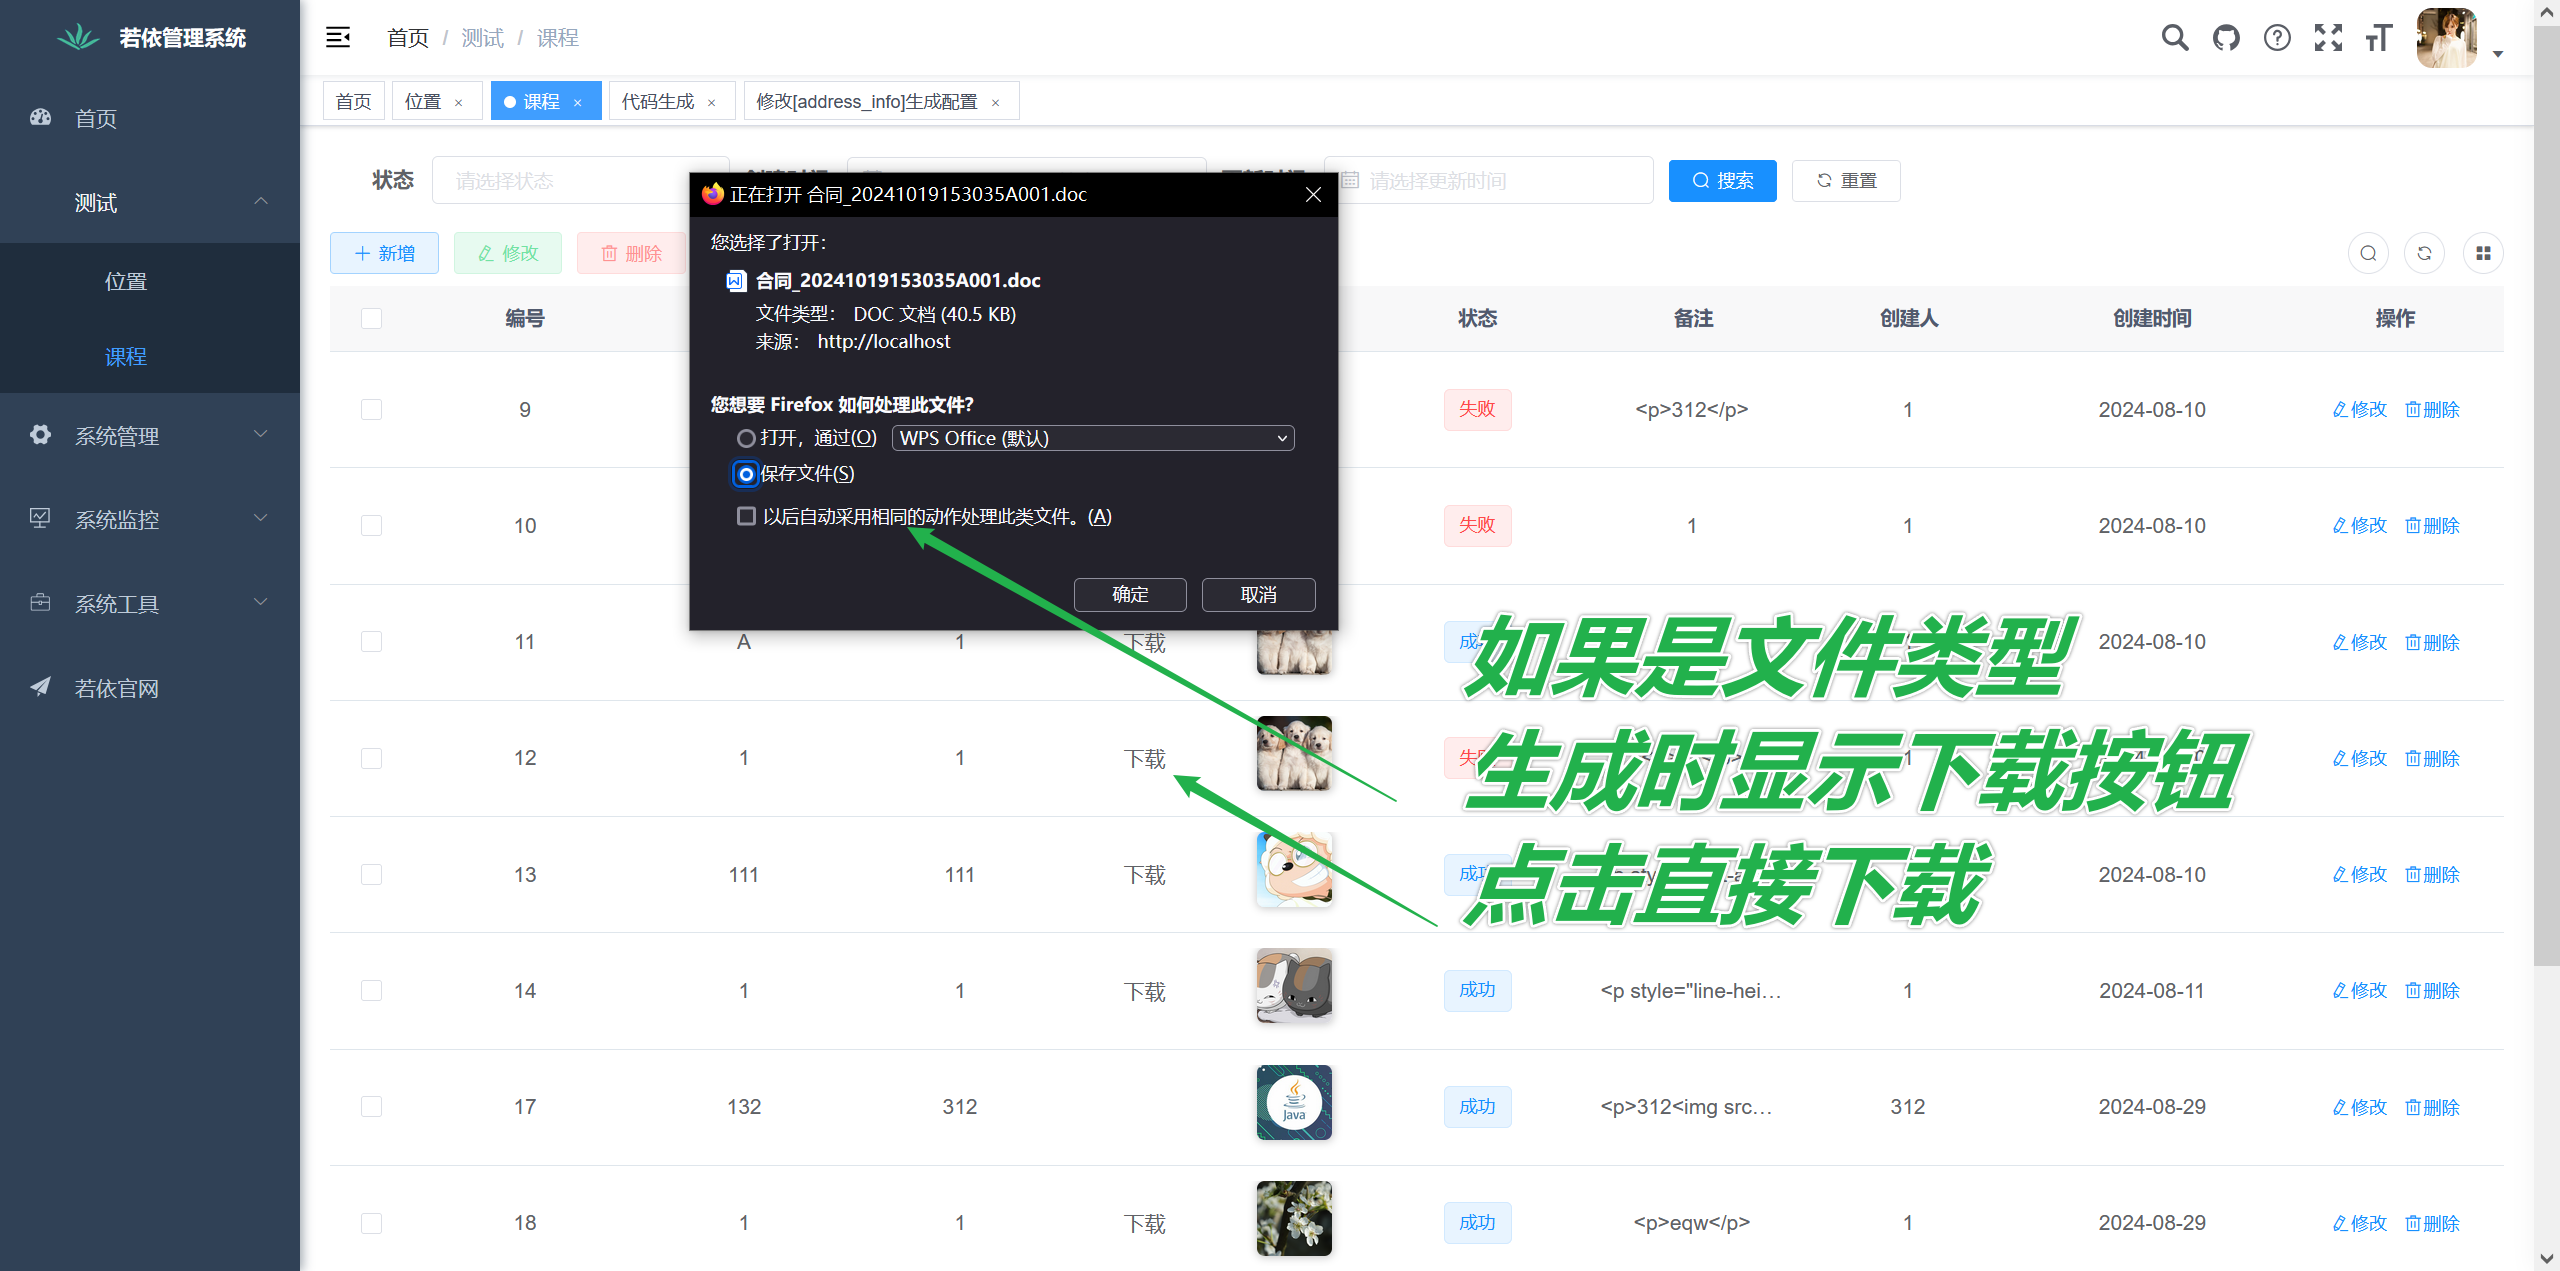 若依管理系统
首页 / 测试 / 课程
首页
位置 ×
课程 ×
代码生成 ×
修改[address_info]生成配置 ×
首页
测试
位置
课程
系统管理
系统监控
系统工具
若依官网
状态 请选择状态
请选择更新时间
搜索
重置
新增
修改
删除
正在打开 合同_20241019153035A001.doc
您选择了打开：
合同_20241019153035A001.doc
文件类型： DOC 文档 (40.5 KB)
来源： http://localhost
您想要 Firefox 如何处理此文件？
打开，通过(O) WPS Office (默认)
保存文件(S)
以后自动采用相同的动作处理此类文件。(A)
确定 取消
编号 状态 备注 创建人 创建时间 操作
9 失败 <p>312</p> 1 2024-08-10 修改 删除
10 失败 1 1 2024-08-10 修改 删除
11 A 1 下载 2024-08-10 修改 删除
12 1 1 下载 修改 删除
13 111 111 下载 2024-08-10 修改 删除
14 1 1 下载 成功 <p style="line-hei... 1 2024-08-11 修改 删除
17 132 312 Java 成功 <p>312<img src... 312 2024-08-29 修改 删除
18 1 1 下载 成功 <p>eqw</p> 1 2024-08-29 修改 删除
如果是文件类型
生成时显示下载按钮
点击直接下载